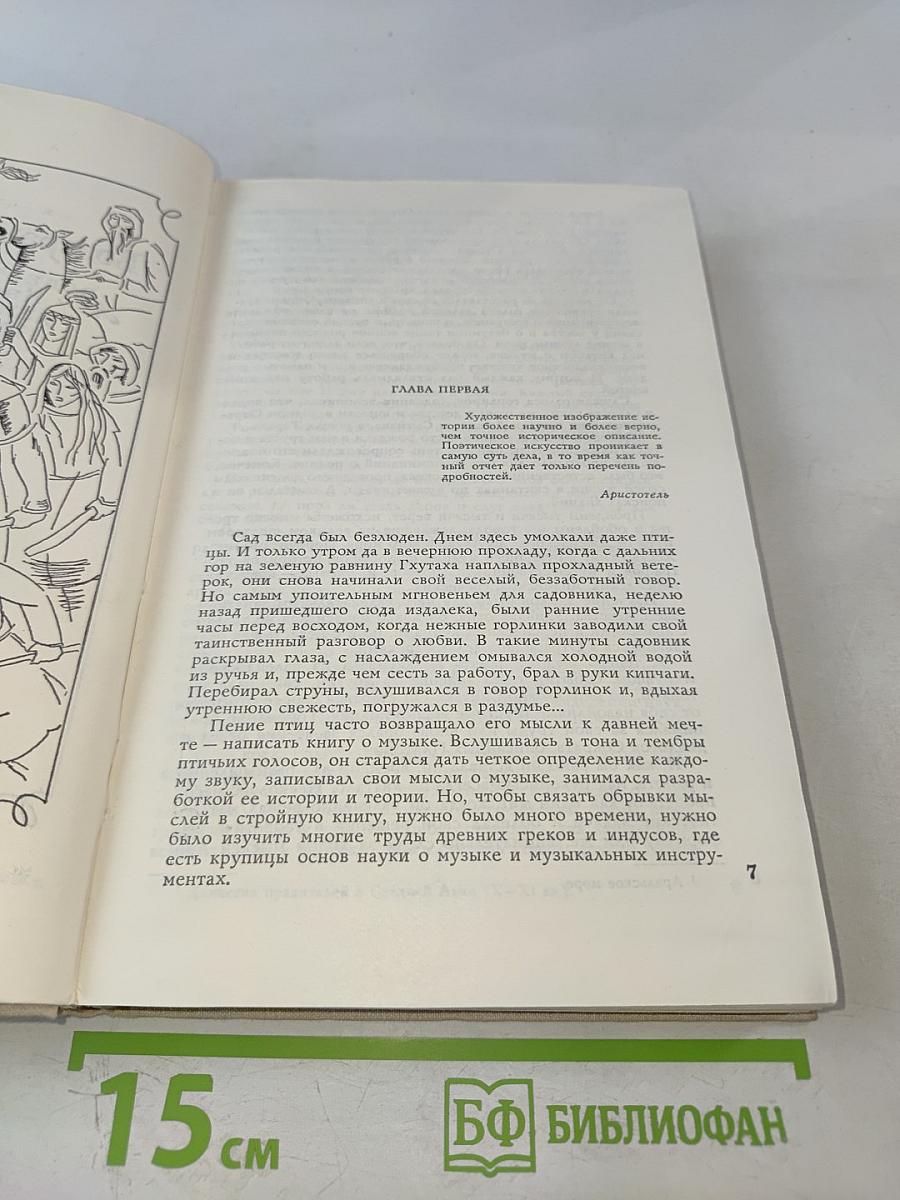 ГЛАВА ПЕРВАЯ
Художественное изображение ис-
тории более научно и более верно,
чем точное историческое описание.
Поэтическое искусство проникает в
самую суть дела, в то время как точ-
ный отчет дает только перечень по-
дробностей.
Аристотель
Сад всегда был безлюден. Днем здесь умолкали даже пти-
цы. И только утром да в вечернюю прохладу, когда с дальних
гор на зеленую равнину Гхутаха наплывал прохладный вете-
рок, они снова начинали свой веселый, беззаботный говор.
Но самым упоительным мгновеньем для садовника, неделю
назад пришедшего сюда издалека, были ранние утренние
часы перед восходом, когда нежные горлинки заводили свой
таинственный разговор о любви. В такие минуты садовник
раскрывал глаза, с наслаждением омывался холодной водой
из ручья и, прежде чем сесть за работу, брал в руки кипчаги.
Перебирал струны, вслушивался в говор горлинок и, вдыхая
утреннюю свежесть, погружался в раздумье...
Пение птиц часто возвращало его мысли к давней меч-
те — написать книгу о музыке. Вслушиваясь в тона и тембры
птичьих голосов, он старался дать четкое определение каждо-
му звуку, записывал свои мысли о музыке, занимался разра-
боткой ее истории и теории. Но, чтобы связать обрывки мы-
слей в стройную книгу, нужно было много времени, нужно
было изучить многие труды древних греков и индусов, где
есть крупицы основ науки о музыке и музыкальных инстру-
ментах.
7
15 см
БФ БИБЛИОФАН